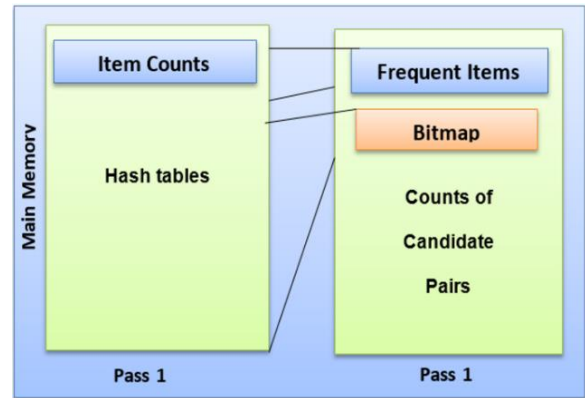 Main Memory
Item Counts
Hash tables
Pass 1
Frequent Items
Bitmap
Counts of
Candidate
Pairs
Pass 1